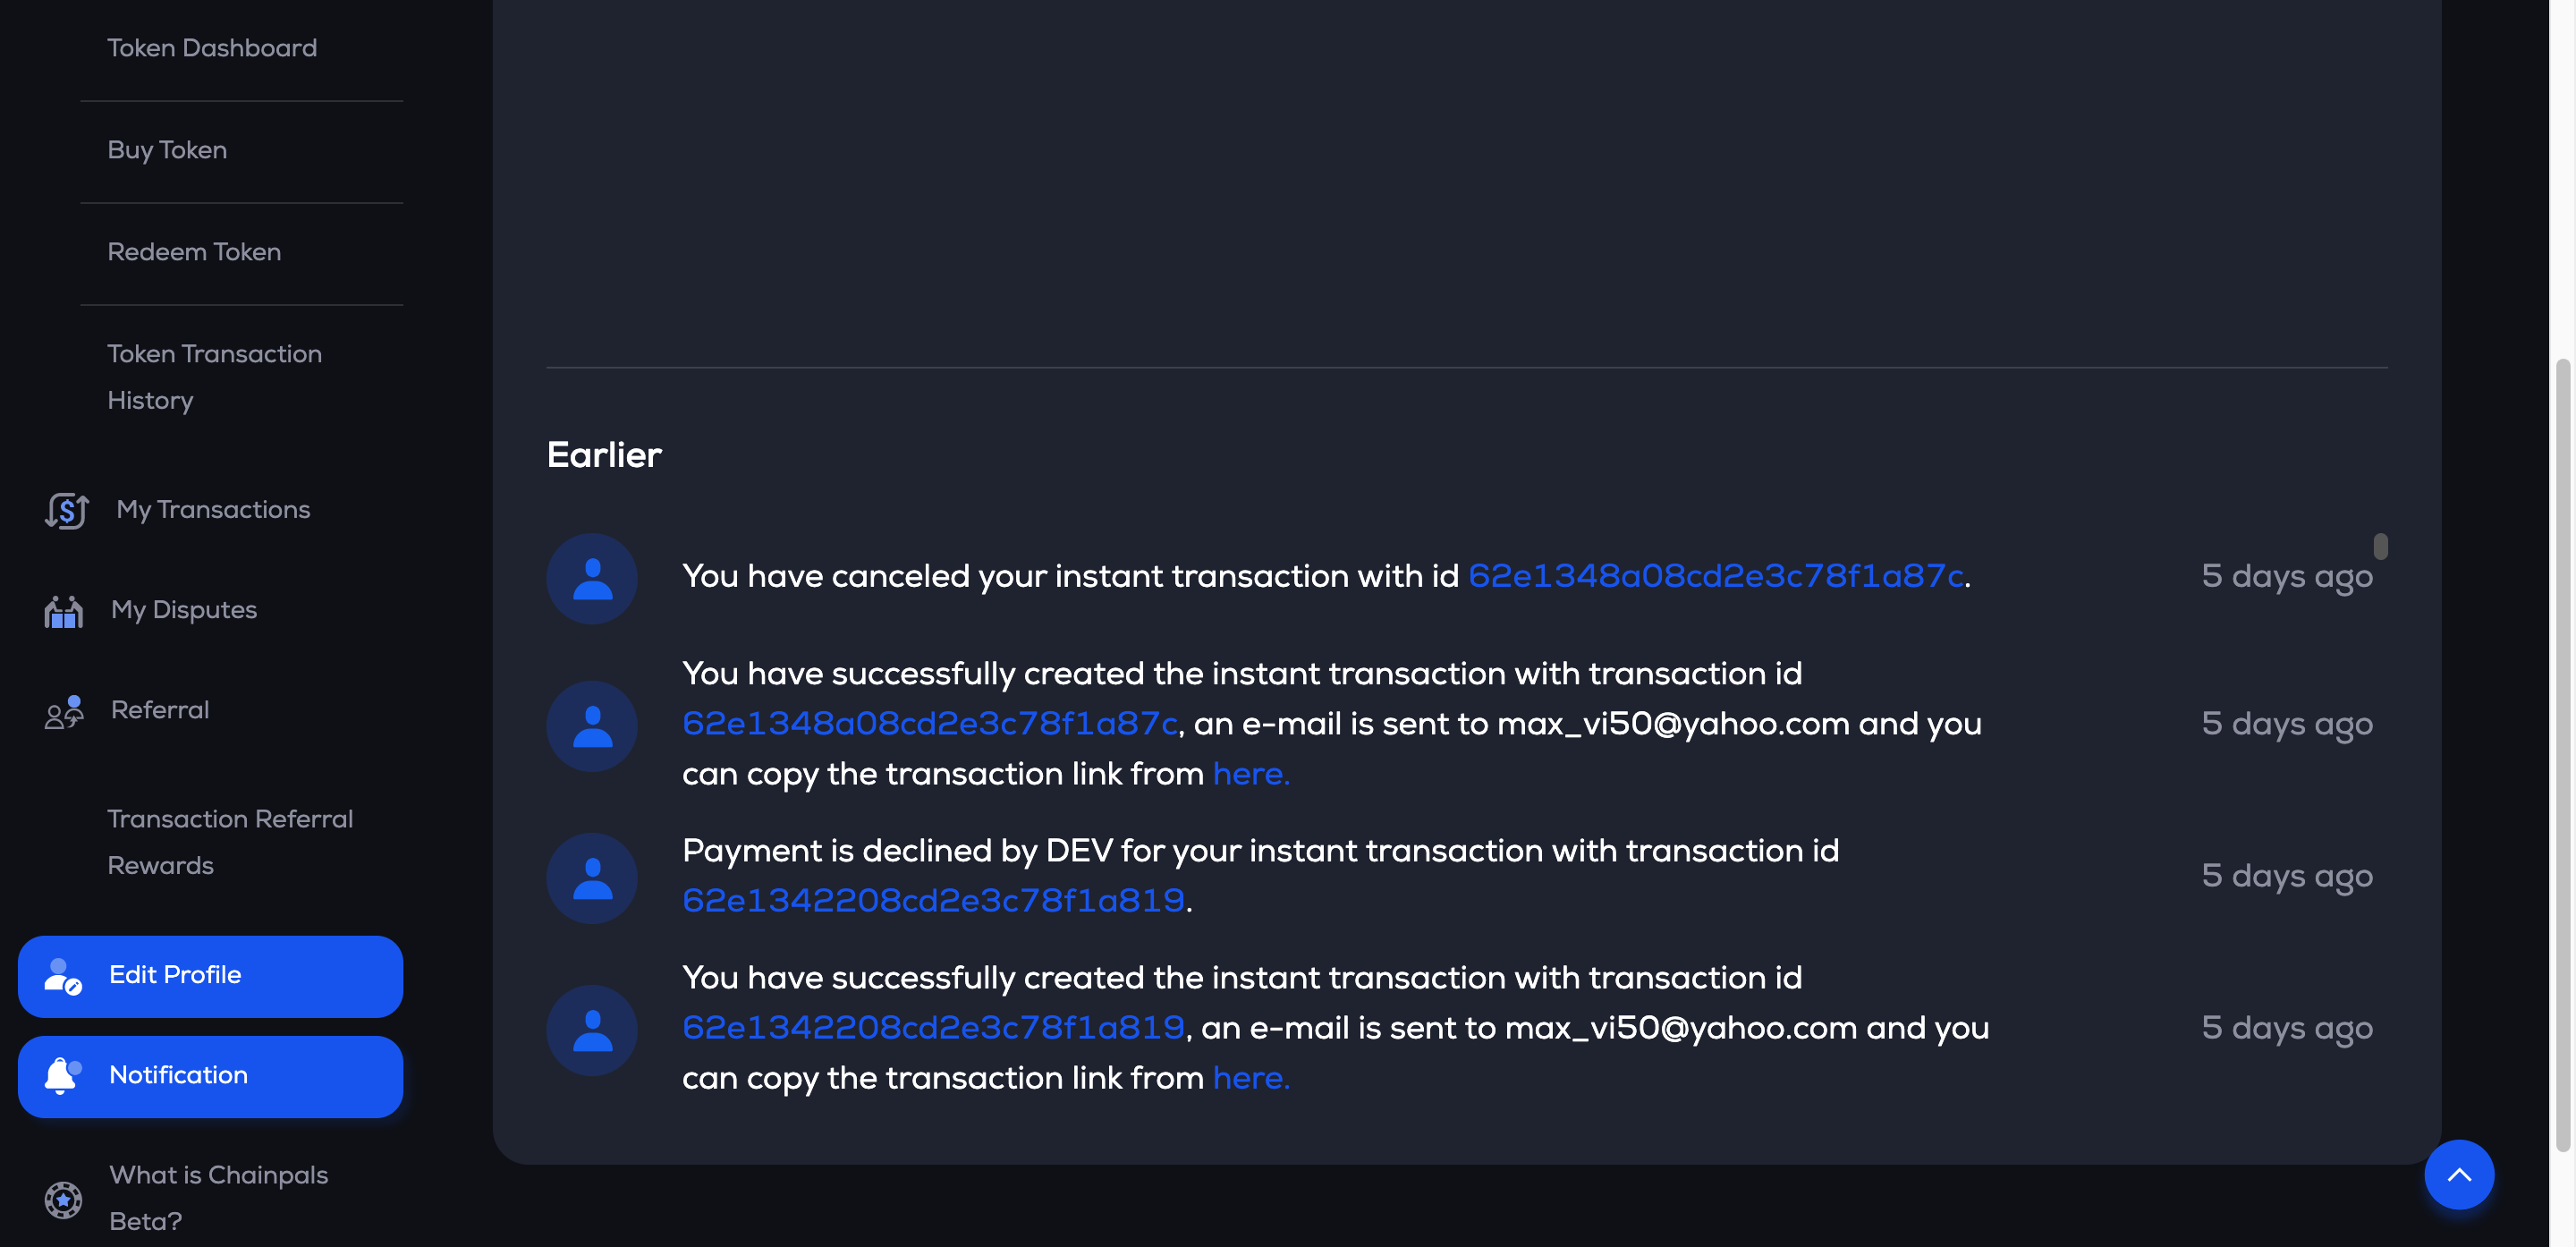 Token Dashboard
Buy Token
Redeem Token
Token Transaction
History
My Transactions
My Disputes
Referral
Transaction Referral
Rewards
Edit Profile
Notification
What is Chainpals
Beta?
Earlier
You have canceled your instant transaction with id 62e1348a08cd2e3c78f1a87c.
5 days ago
You have successfully created the instant transaction with transaction id
62e1348a08cd2e3c78f1a87c, an e-mail is sent to max_vi50@yahoo.com and you
can copy the transaction link from here.
5 days ago
Payment is declined by DEV for your instant transaction with transaction id
62e1342208cd2e3c78f1a819.
5 days ago
You have successfully created the instant transaction with transaction id
62e1342208cd2e3c78f1a819, an e-mail is sent to max_vi50@yahoo.com and you
can copy the transaction link from here.
5 days ago